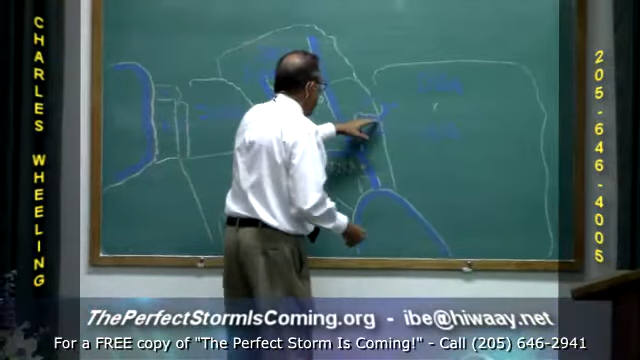 CHARLES WHEELING
205-646-4005
ThePerfectStormIsComing.org - ibe@hiwaay.net
For a FREE copy of "The Perfect Storm Is Coming!" - Call (205) 646-2941